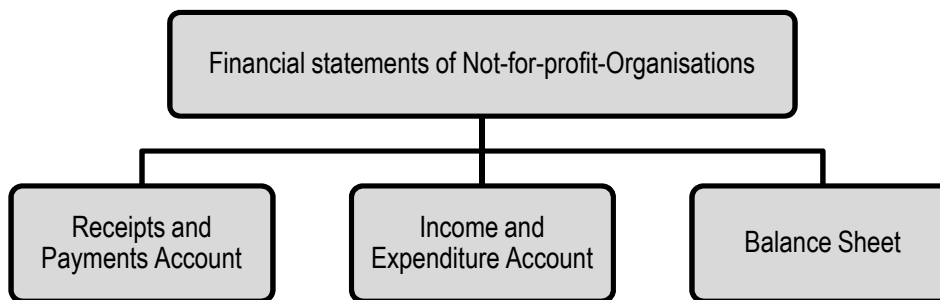 Financial statements of Not-for-profit-Organisations
Receipts and
Payments Account
Income and
Expenditure Account
Balance Sheet